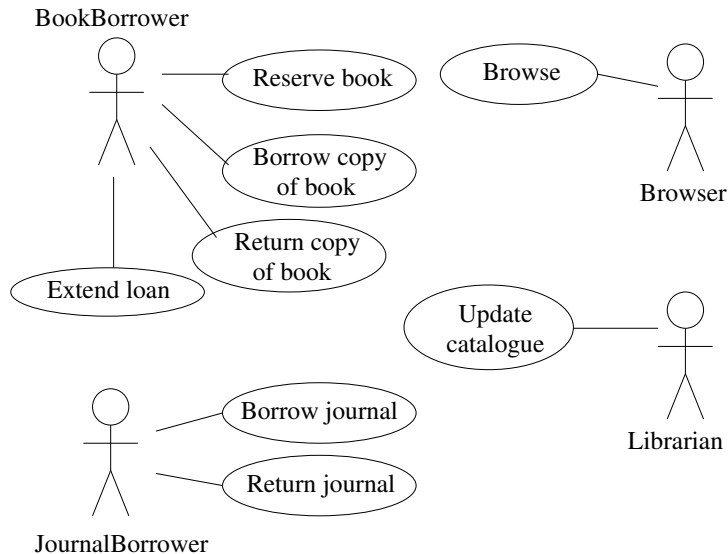 BookBorrower
Reserve book
Browse
Borrow copy
of book
Browser
Return copy
of book
Extend loan
Update
catalogue
Borrow journal
Librarian
Return journal
JournalBorrower